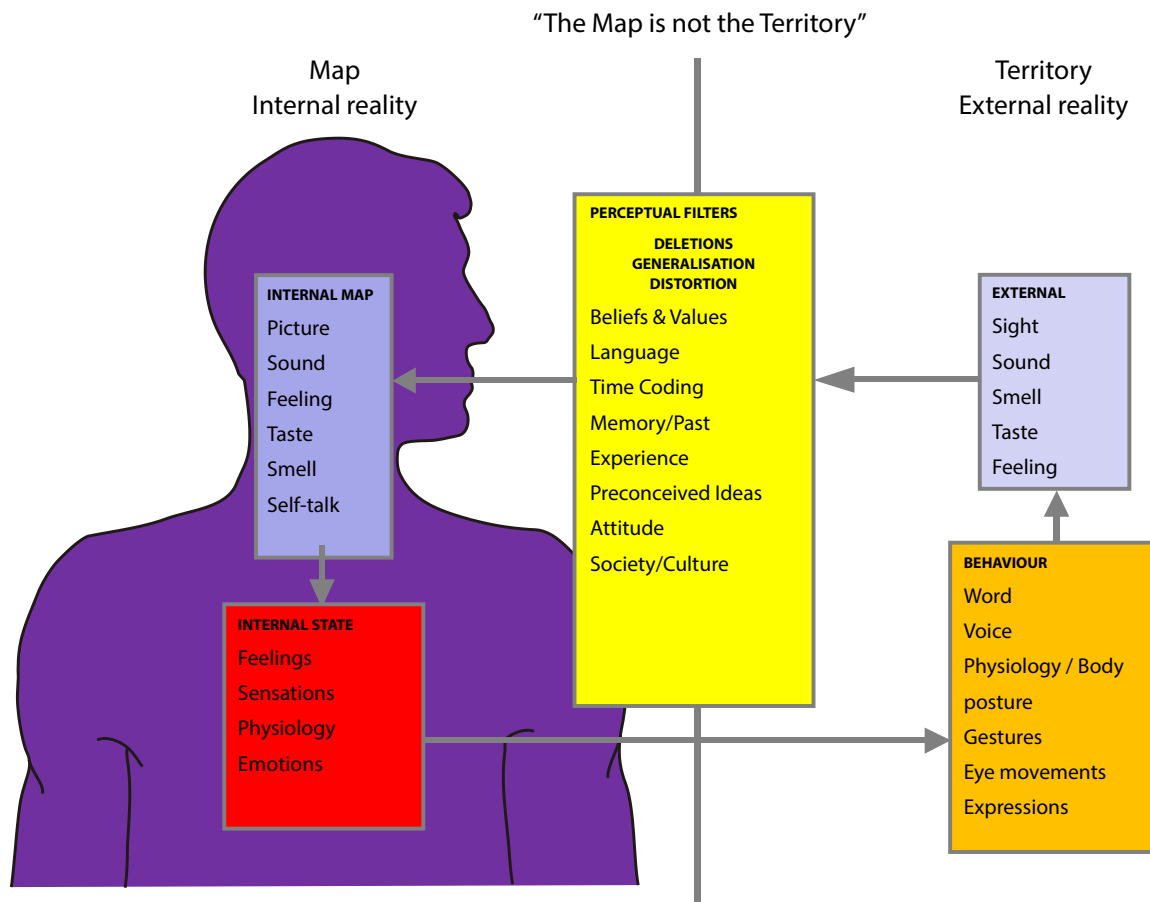 “The Map is not the Territory”
Map
Internal reality
Territory
External reality
PERCEPTUAL FILTERS
DELETIONS
GENERALISATION
DISTORTION
Beliefs & Values
Language
Time Coding
Memory/Past
Experience
Preconceived Ideas
Attitude
Society/Culture
INTERNAL MAP
Picture
Sound
Feeling
Taste
Smell
Self-talk
INTERNAL STATE
Feelings
Sensations
Physiology
Emotions
EXTERNAL
Sight
Sound
Smell
Taste
Feeling
BEHAVIOUR
Word
Voice
Physiology / Body
posture
Gestures
Eye movements
Expressions